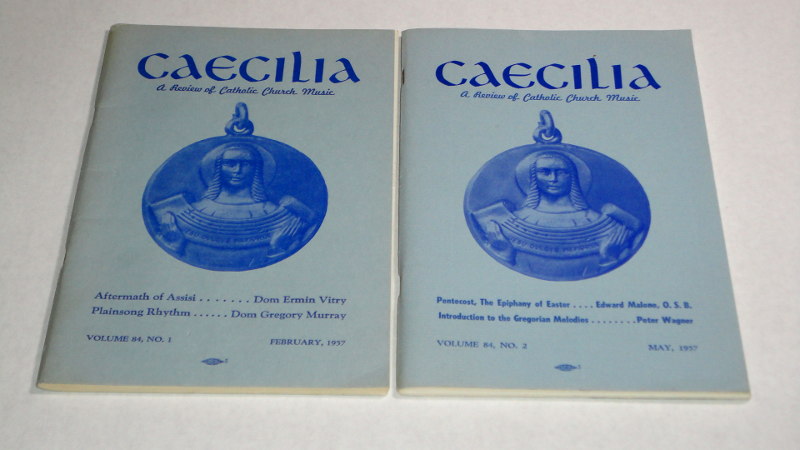 CAECILIA
A Review of Catholic Church Music
Aftermath of Assisi ....... Dom Ermin Vitry
Plainsong Rhythm ...... Dom Gregory Murray
VOLUME 84, NO. 1 FEBRUARY, 1957
CAECILIA
A Review of Catholic Church Music
Pentecost, The Epiphany of Easter .... Edward Malone, O. S. B.
Introduction to the Gregorian Melodies ........ Peter Wagner
VOLUME 84, NO. 2 MAY, 1957